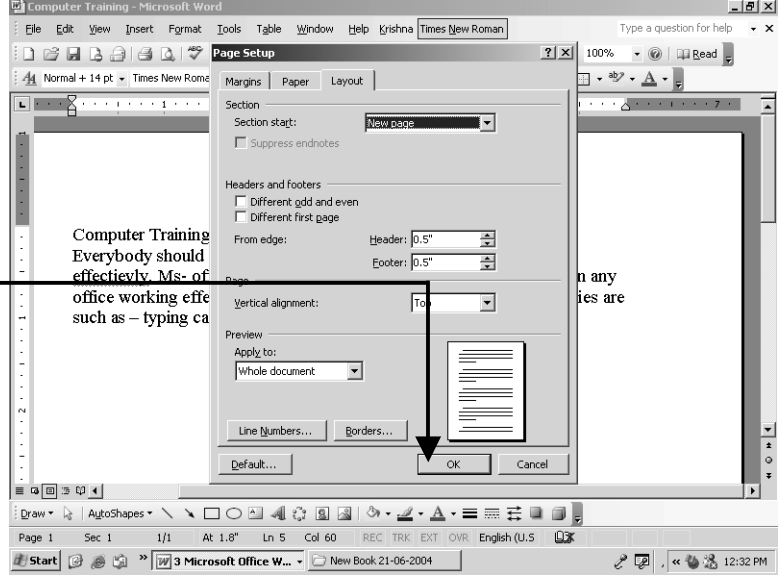 Computer Training - Microsoft Word
File Edit View Insert Format Tools Table Window Help Krishna Times New Roman Type a question for help
100% Read
Normal + 14 pt Times New Roma
Page Setup
Margins Paper Layout
Section
Section start: New page
Suppress endnotes
Headers and footers
Different odd and even
Different first page
From edge: Header: 0.5"
Footer: 0.5"
Page
Vertical alignment: Top
Preview
Apply to:
Whole document
Line Numbers... Borders...
Default... OK Cancel
1 7
Computer Training
Everybody should
effectievly. Ms- of n any
office working effe ies are
such as – typing ca
Draw AutoShapes
Page 1 Sec 1 1/1 At 1.8" Ln 5 Col 60 REC TRK EXT OVR English (U.S
Start 3 Microsoft Office W... New Book 21-06-2004 12:32 PM